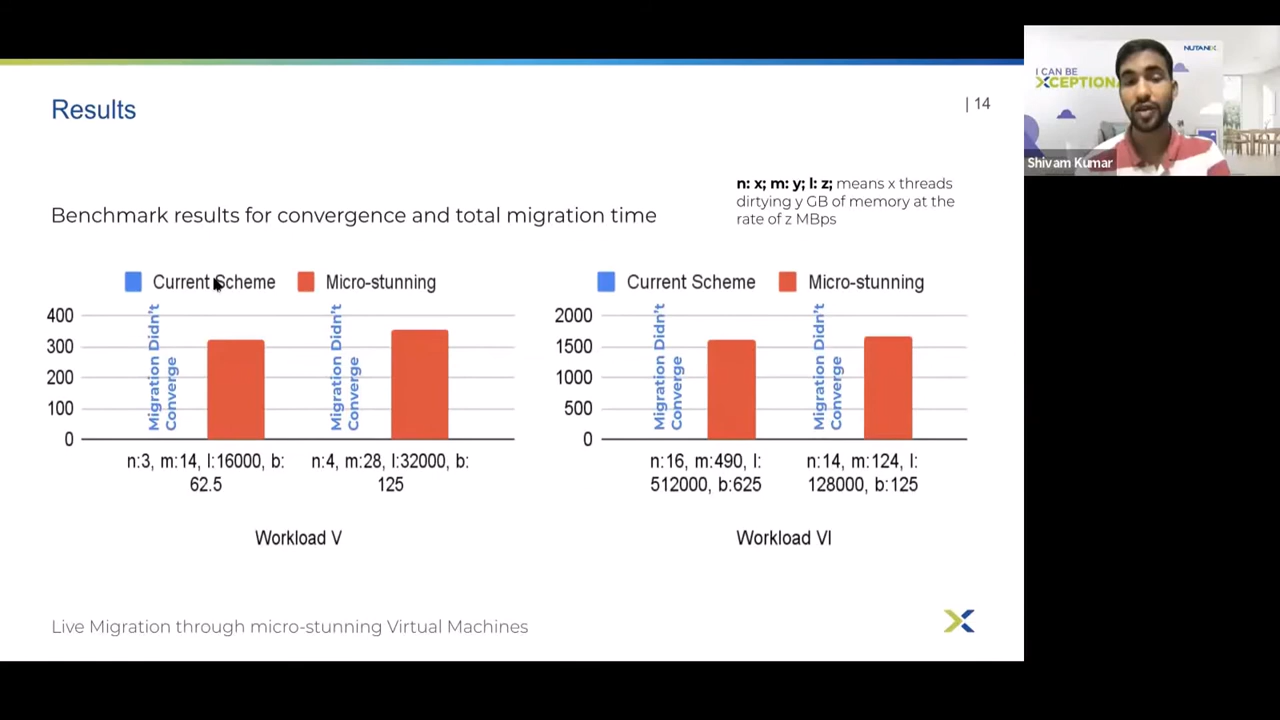 Results
| 14
n: x; m: y; l: z; means x threads
dirtying y GB of memory at the
rate of z MBps
Benchmark results for convergence and total migration time
Current Scheme
Micro-stunning
400
300
200
100
0
Migration Didn't
Converge
Migration Didn't
Converge
n:3, m:14, l:16000, b:
62.5
n:4, m:28, l:32000, b:
125
Workload V
Current Scheme
Micro-stunning
2000
1500
1000
500
0
Migration Didn't
Converge
Migration Didn't
Converge
n:16, m:490, l:
512000, b:625
n:14, m:124, l:
128000, b:125
Workload VI
Live Migration through micro-stunning Virtual Machines
NUTANIX
I CAN BE
XCEPTION
Shivam Kumar